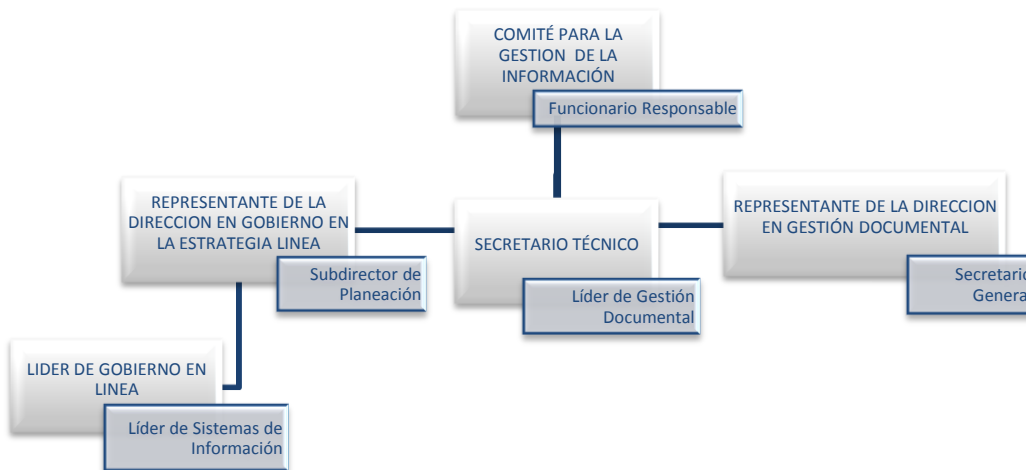 COMITÉ PARA LA
GESTION DE LA
INFORMACIÓN
Funcionario Responsable
REPRESENTANTE DE LA
DIRECCION EN GOBIERNO EN
LA ESTRATEGIA LINEA
Subdirector de
Planeación
SECRETARIO TÉCNICO
Líder de Gestión
Documental
REPRESENTANTE DE LA DIRECCION
EN GESTIÓN DOCUMENTAL
Secretario
General
LIDER DE GOBIERNO EN
LINEA
Líder de Sistemas de
Información